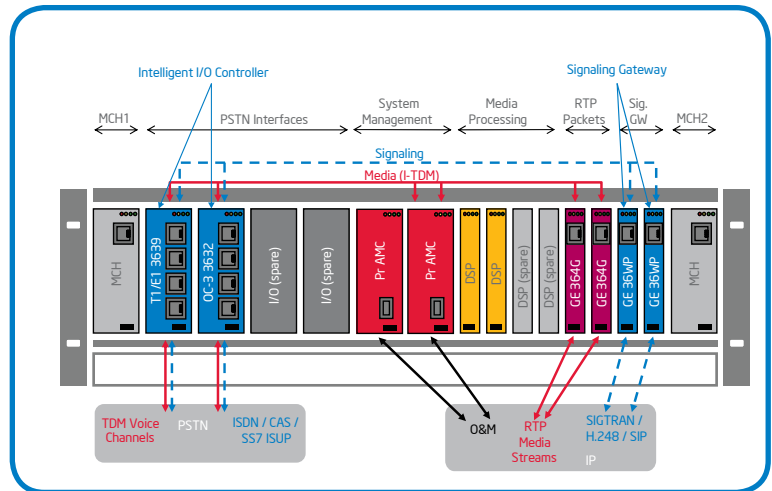 Intelligent I/O Controller
Signaling Gateway
MCH1
PSTN Interfaces
System
Management
Media
Processing
RTP
Packets
Sig.
GW
MCH2
Signaling
Media (I-TDM)
MCH
T1/E1 3639
OC-3 3632
I/O (spare)
I/O (spare)
Pr AMC
Pr AMC
DSP
DSP
DSP (spare)
DSP (spare)
GE 364G
GE 364G
GE 36WP
GE 36WP
MCH
TDM Voice
Channels
PSTN
ISDN / CAS /
SS7 ISUP
O&M
RTP
Media
Streams
SIGTRAN /
H.248 / SIP
IP